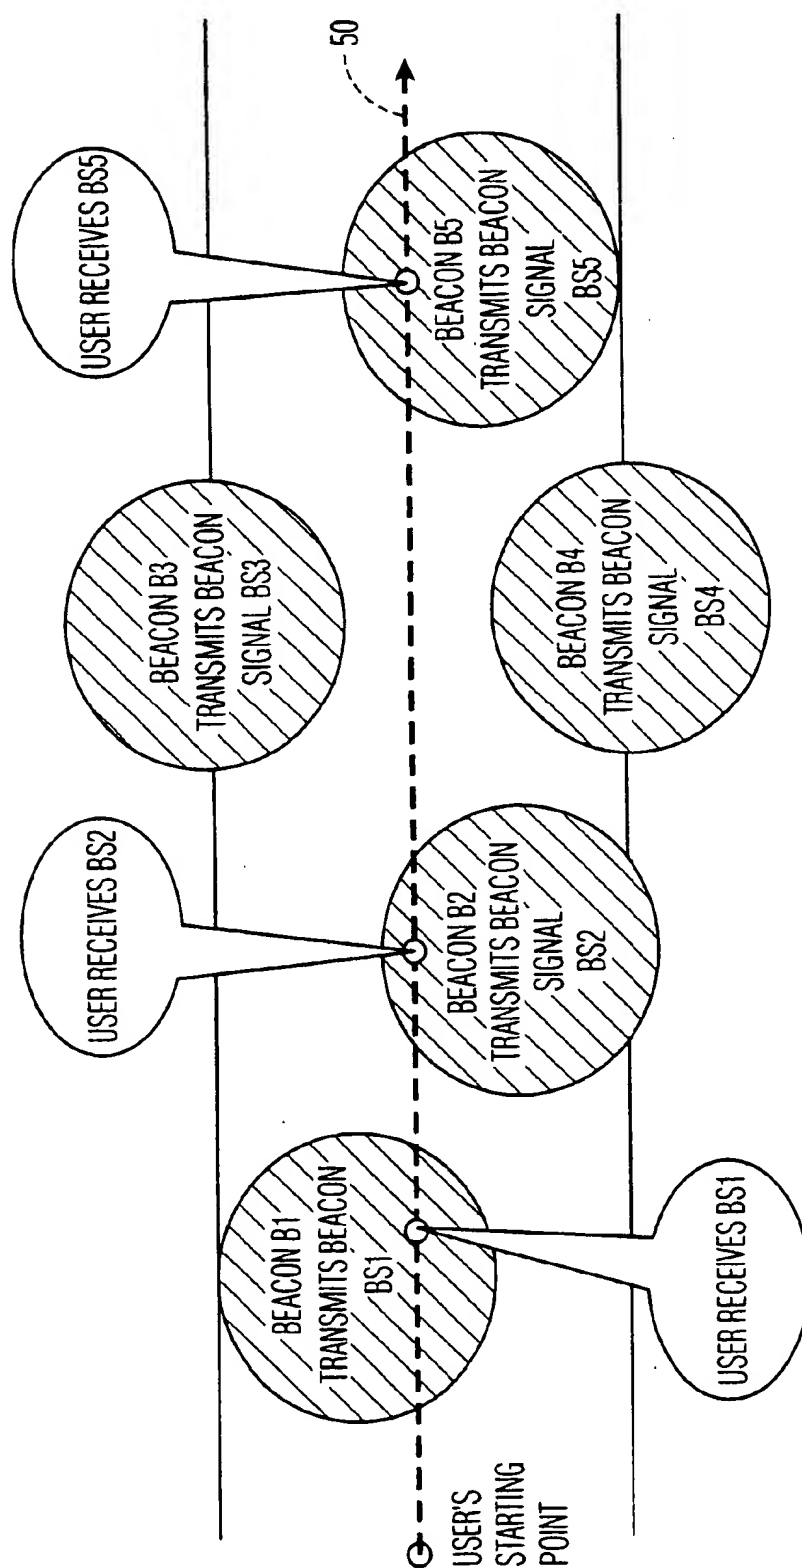 USER'S
STARTING
POINT
BEACON B1
TRANSMITS BEACON
BS1
USER RECEIVES BS1
USER RECEIVES BS2
BEACON B2
TRANSMITS BEACON
SIGNAL
BS2
BEACON B3
TRANSMITS BEACON
SIGNAL BS3
BEACON B4
TRANSMITS BEACON
SIGNAL
BS4
USER RECEIVES BS5
BEACON B5
TRANSMITS BEACON
SIGNAL
BS5
50